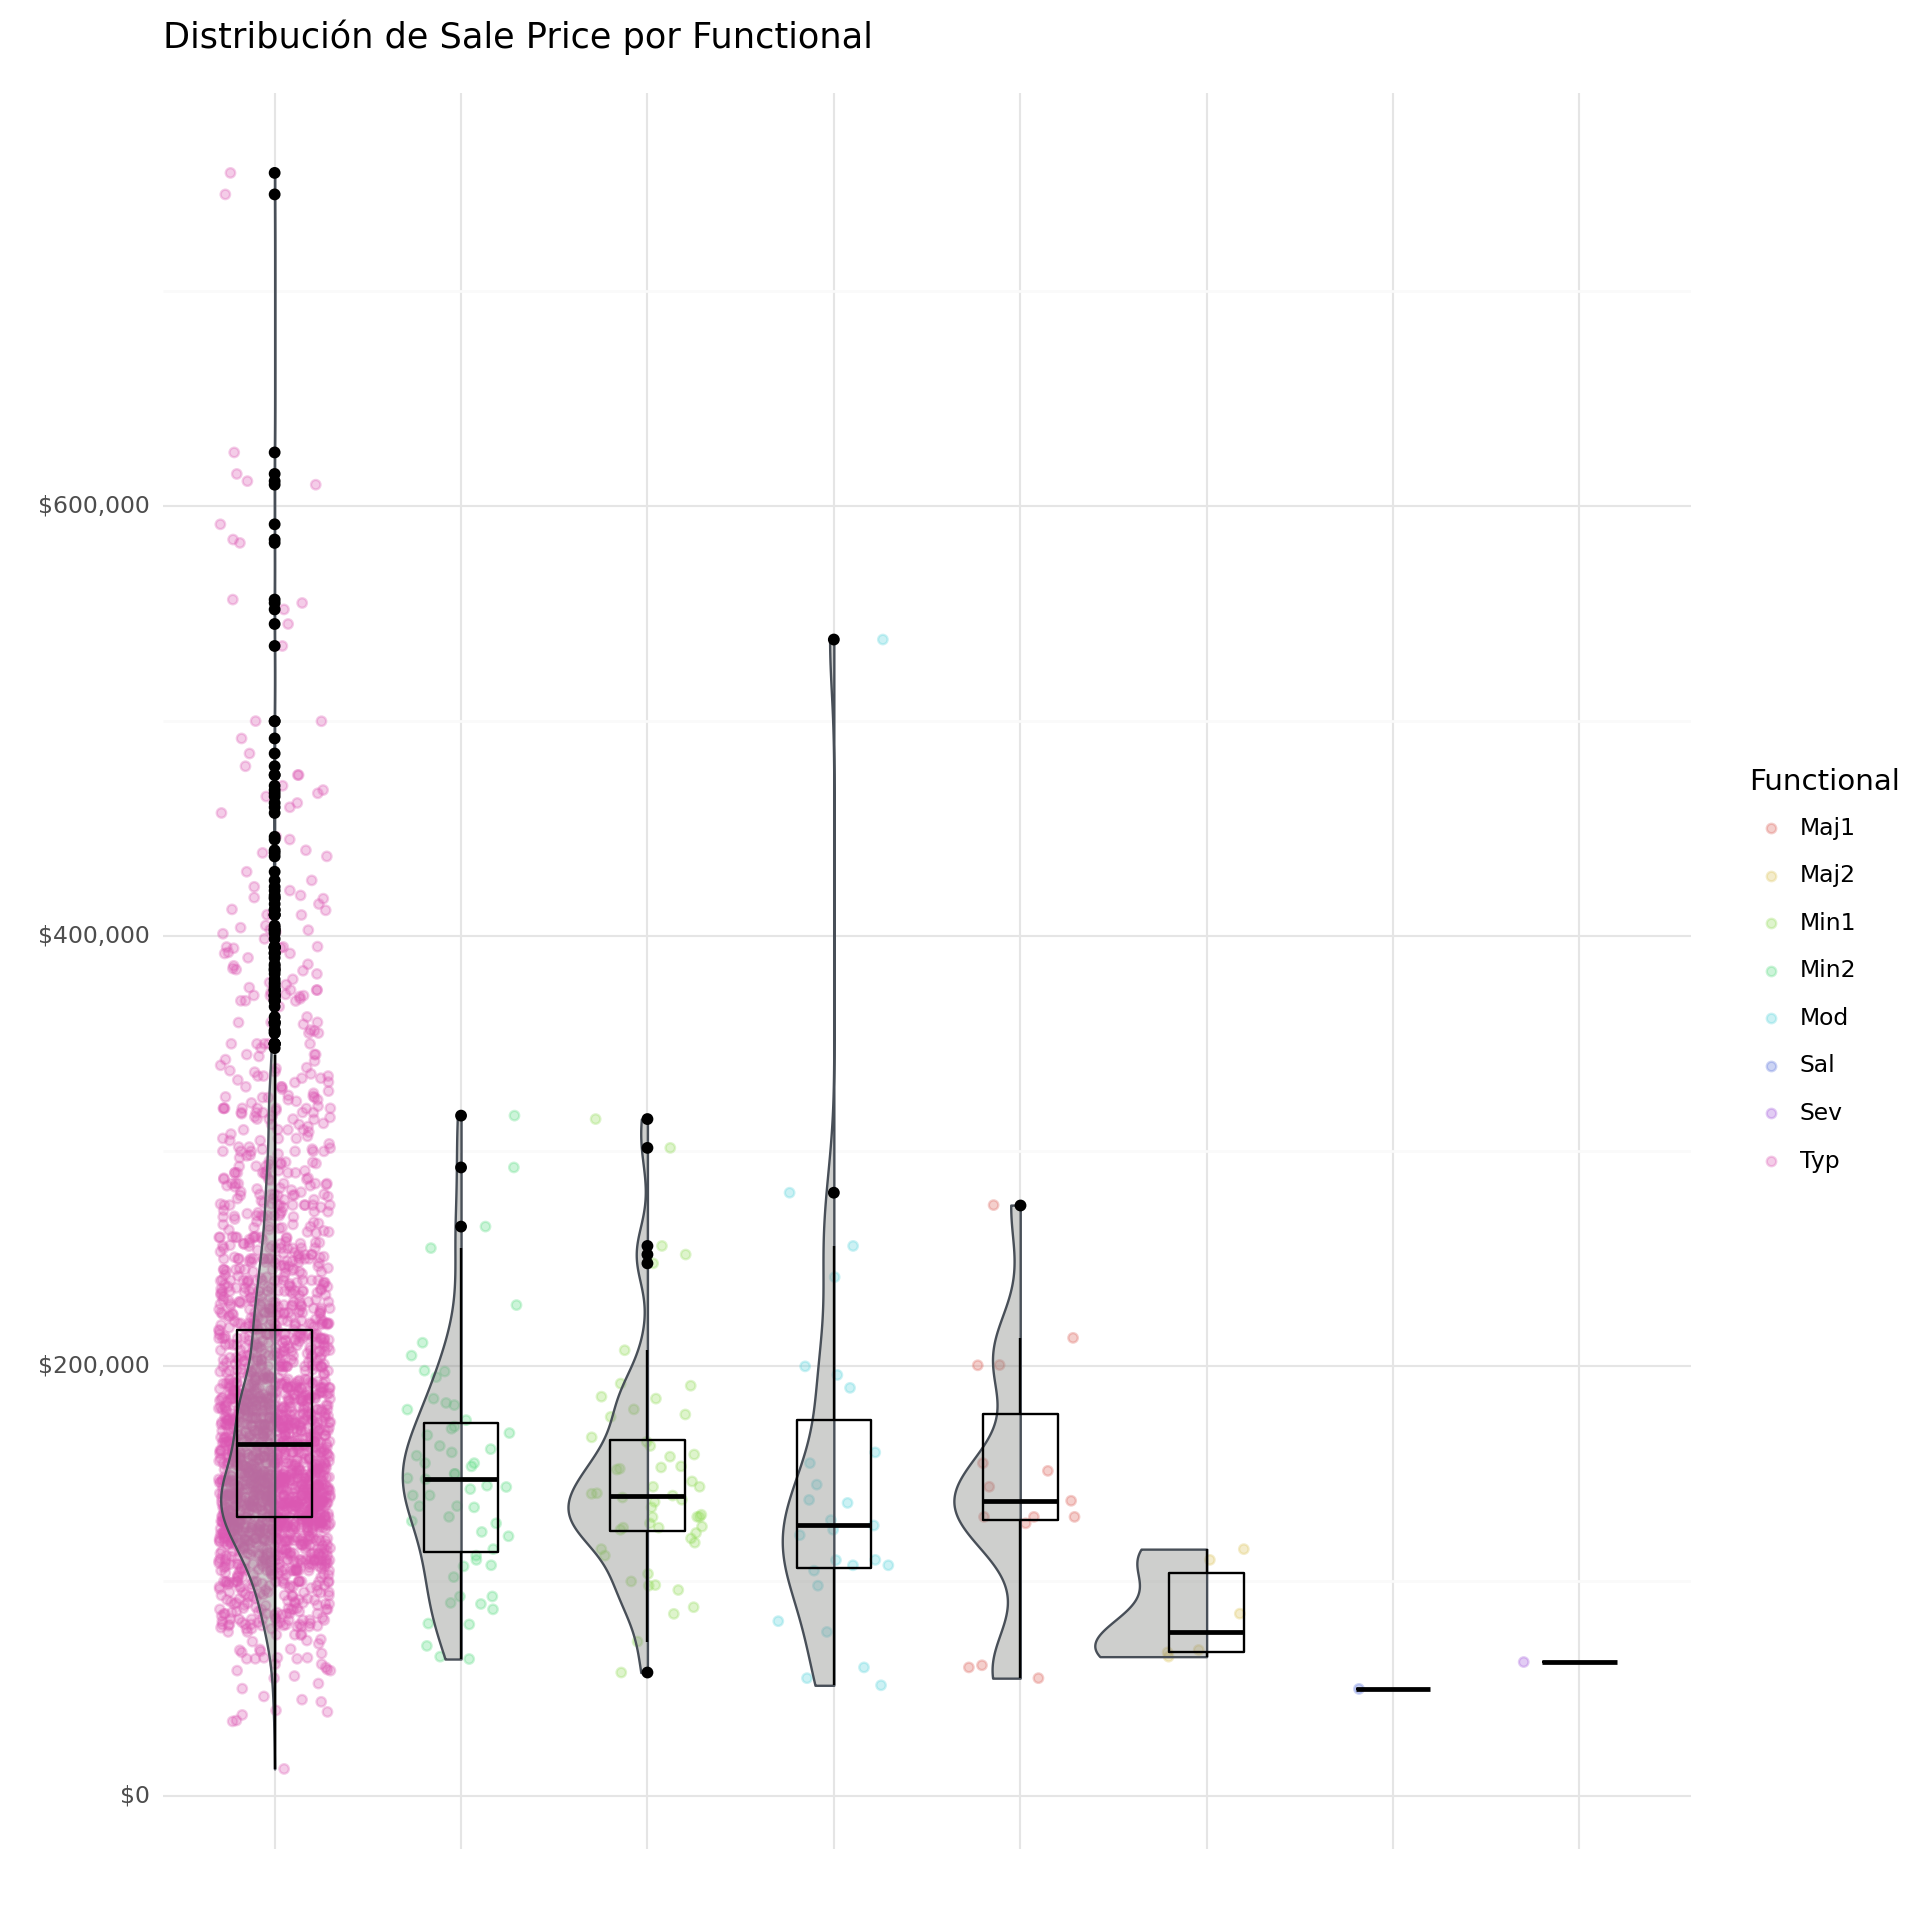 Distribución de Sale Price por Functional
$600,000
$400,000
$200,000
$0
Functional
Maj1
Maj2
Min1
Min2
Mod
Sal
Sev
Typ